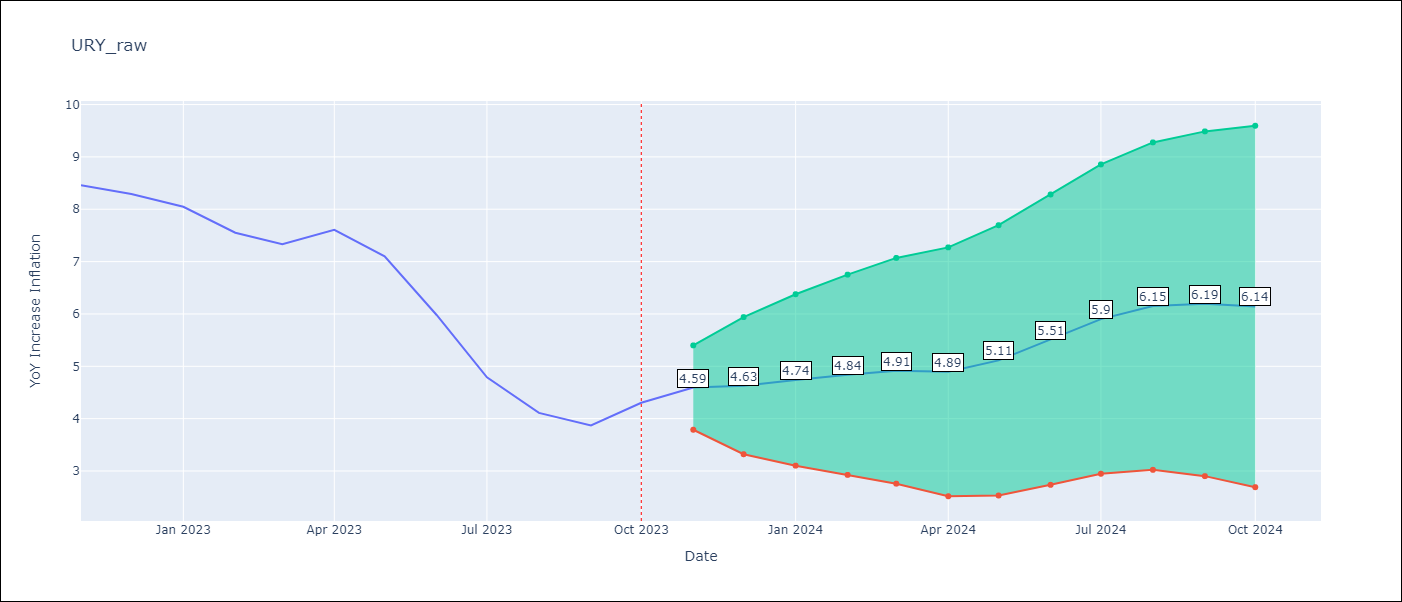 URY_raw
YoY Increase Inflation
10
9
8
7
6
5
4
3
4.59
4.63
4.74
4.84
4.91
4.89
5.11
5.51
5.9
6.15
6.19
6.14
Jan 2023
Apr 2023
Jul 2023
Oct 2023
Jan 2024
Apr 2024
Jul 2024
Oct 2024
Date